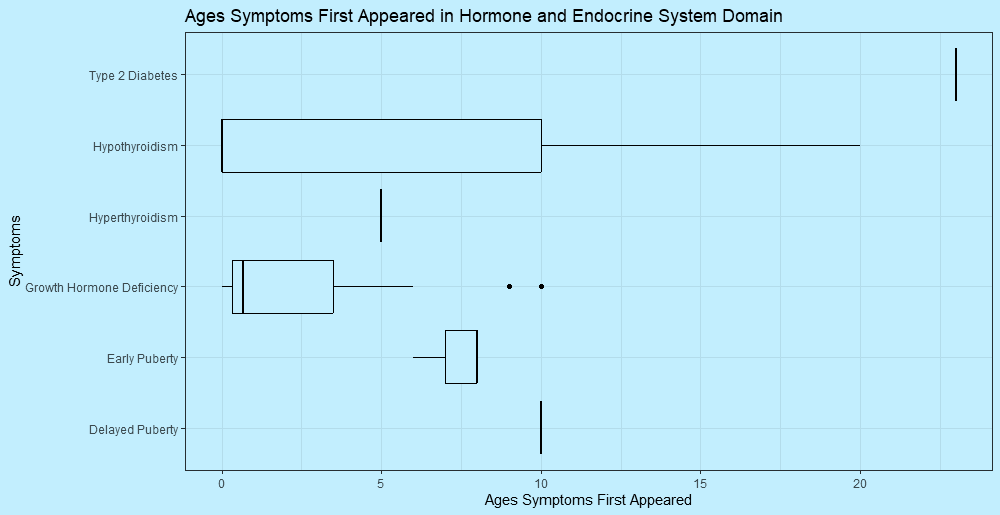 Ages Symptoms First Appeared in Hormone and Endocrine System Domain
Type 2 Diabetes
Hypothyroidism
Hyperthyroidism
Growth Hormone Deficiency
Early Puberty
Delayed Puberty
Symptoms
0 5 10 15 20
Ages Symptoms First Appeared